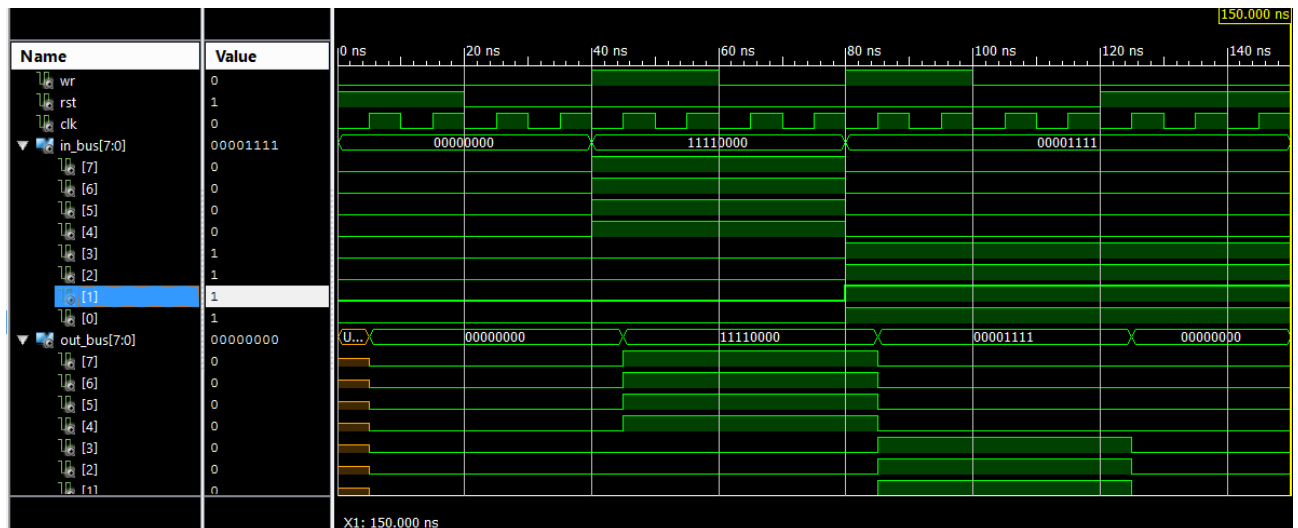 150.000 ns
Name Value 0 ns 20 ns 40 ns 60 ns 80 ns 100 ns 120 ns 140 ns
wr 0
rst 1
clk 0
in_bus[7:0] 00001111 00000000 11110000 00001111
[7] 0
[6] 0
[5] 0
[4] 0
[3] 1
[2] 1
[1] 1
[0] 1
out_bus[7:0] 00000000 U... 00000000 11110000 00001111 00000000
[7] 0
[6] 0
[5] 0
[4] 0
[3] 0
[2] 0
[1] 0
X1: 150.000 ns